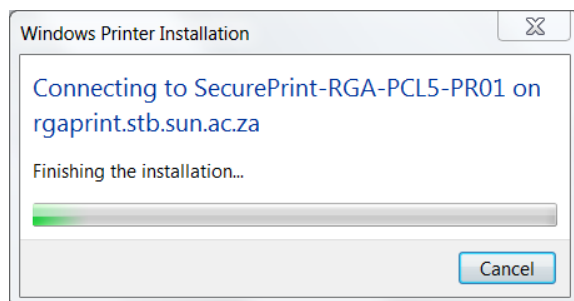 Windows Printer Installation
Connecting to SecurePrint-RGA-PCL5-PR01 on
rgaprint.stb.sun.ac.za
Finishing the installation...
Cancel